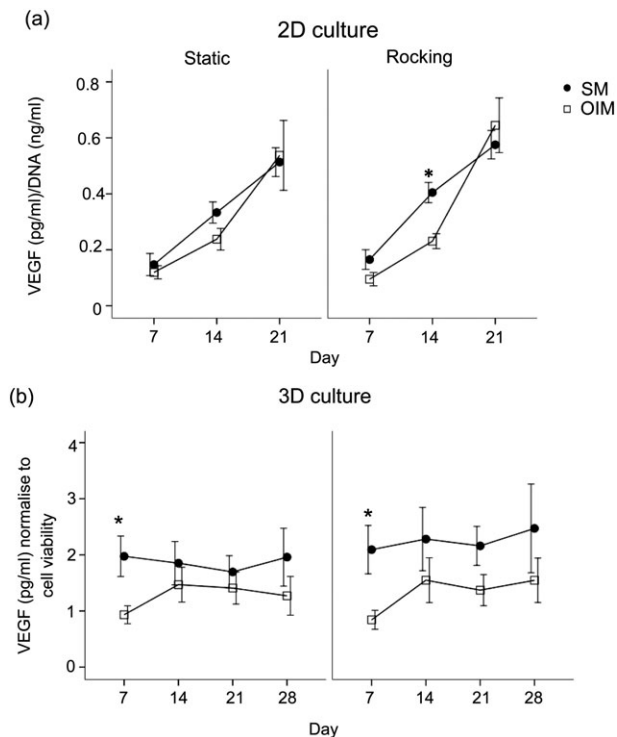 (a)
2D culture
Static
Rocking
SM
OIM
VEGF (pg/ml)/DNA (ng/ml)
0.8
0.6
0.4
0.2
0
*
7 14 21 7 14 21
Day Day
(b)
3D culture
VEGF (pg/ml) normalise to
cell viability
4
3
2
1
0
*
*
7 14 21 28 7 14 21 28
Day Day